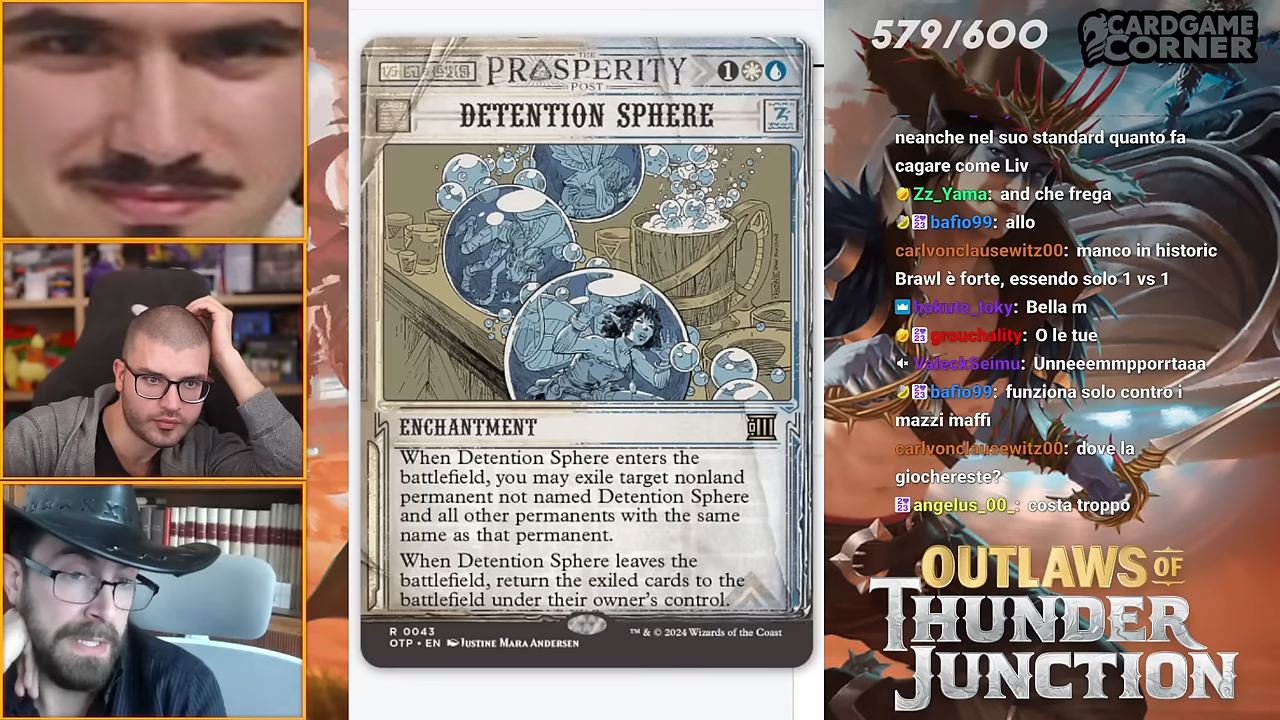 THE
PROSPERITY
POST
1
DETENTION SPHERE
ENCHANTMENT
When Detention Sphere enters the
battlefield, you may exile target nonland
permanent not named Detention Sphere
and all other permanents with the same
name as that permanent.
When Detention Sphere leaves the
battlefield, return the exiled cards to the
battlefield under their owner's control.
R 0043
OTP • EN JUSTINE MARA ANDERSEN
™ & © 2024 Wizards of the Coast
579/600
CARDGAME
CORNER
neanche nel suo standard quanto fa
cagare come Liv
Zz_Yama: and che frega
bafio99: allo
carlvonclausewitz00: manco in historic
Brawl è forte, essendo solo 1 vs 1
hokuto_toky: Bella m
grouchality: O le tue
ValeckSeimu: Unneeemmpporrtaaa
bafio99: funziona solo contro i
mazzi maffi
carlvonclausewitz00: dove la
giochereste?
angelus_00_: costa troppo
OUTLAWS OF
THUNDER
JUNCTION